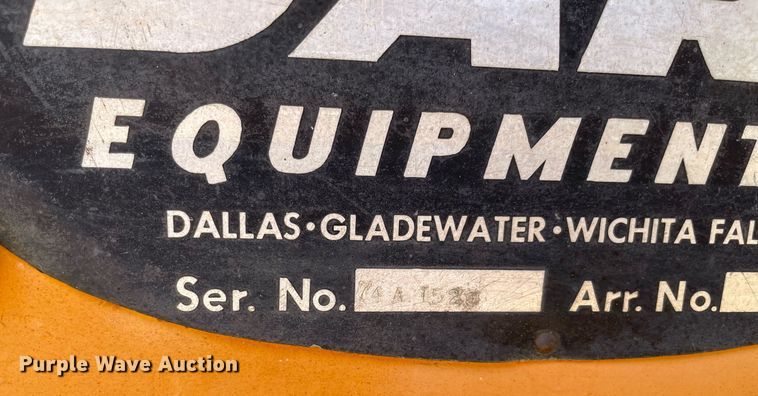 EQUIPMENT
DALLAS·GLADEWATER·WICHITA FAL
Ser. No. Arr. No.
Purple Wave Auction